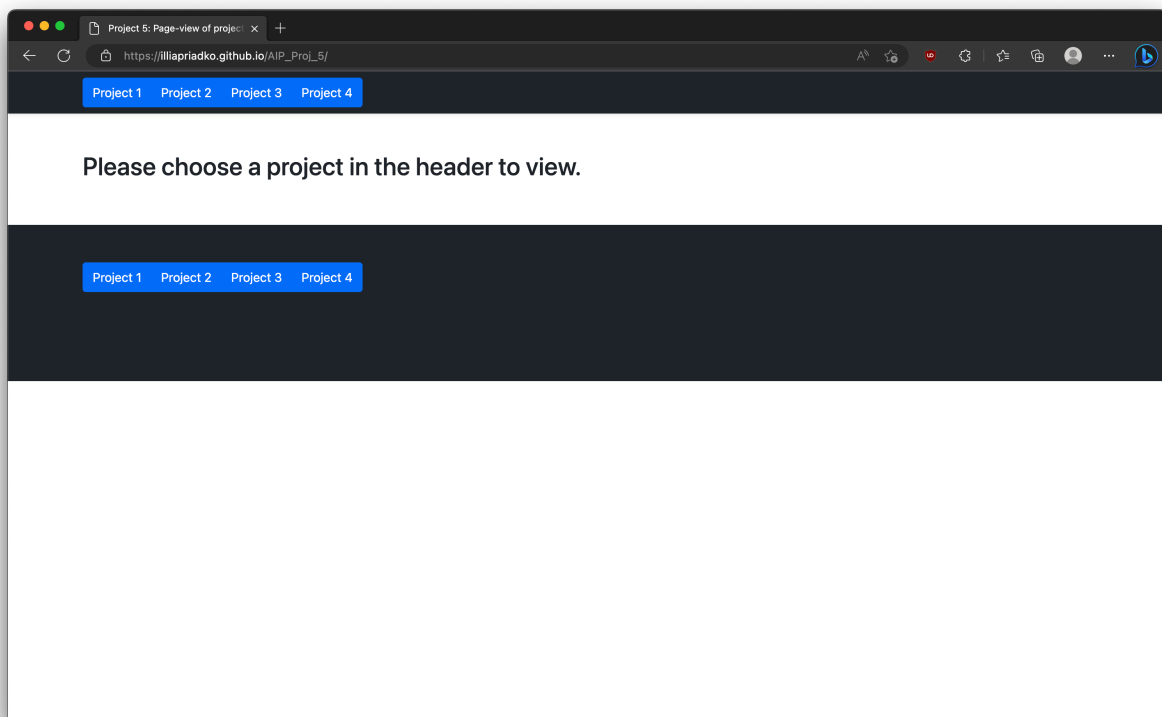 Project 5: Page-view of project
https://illiapriadko.github.io/AIP_Proj_5/
Project 1 Project 2 Project 3 Project 4
Please choose a project in the header to view.
Project 1 Project 2 Project 3 Project 4